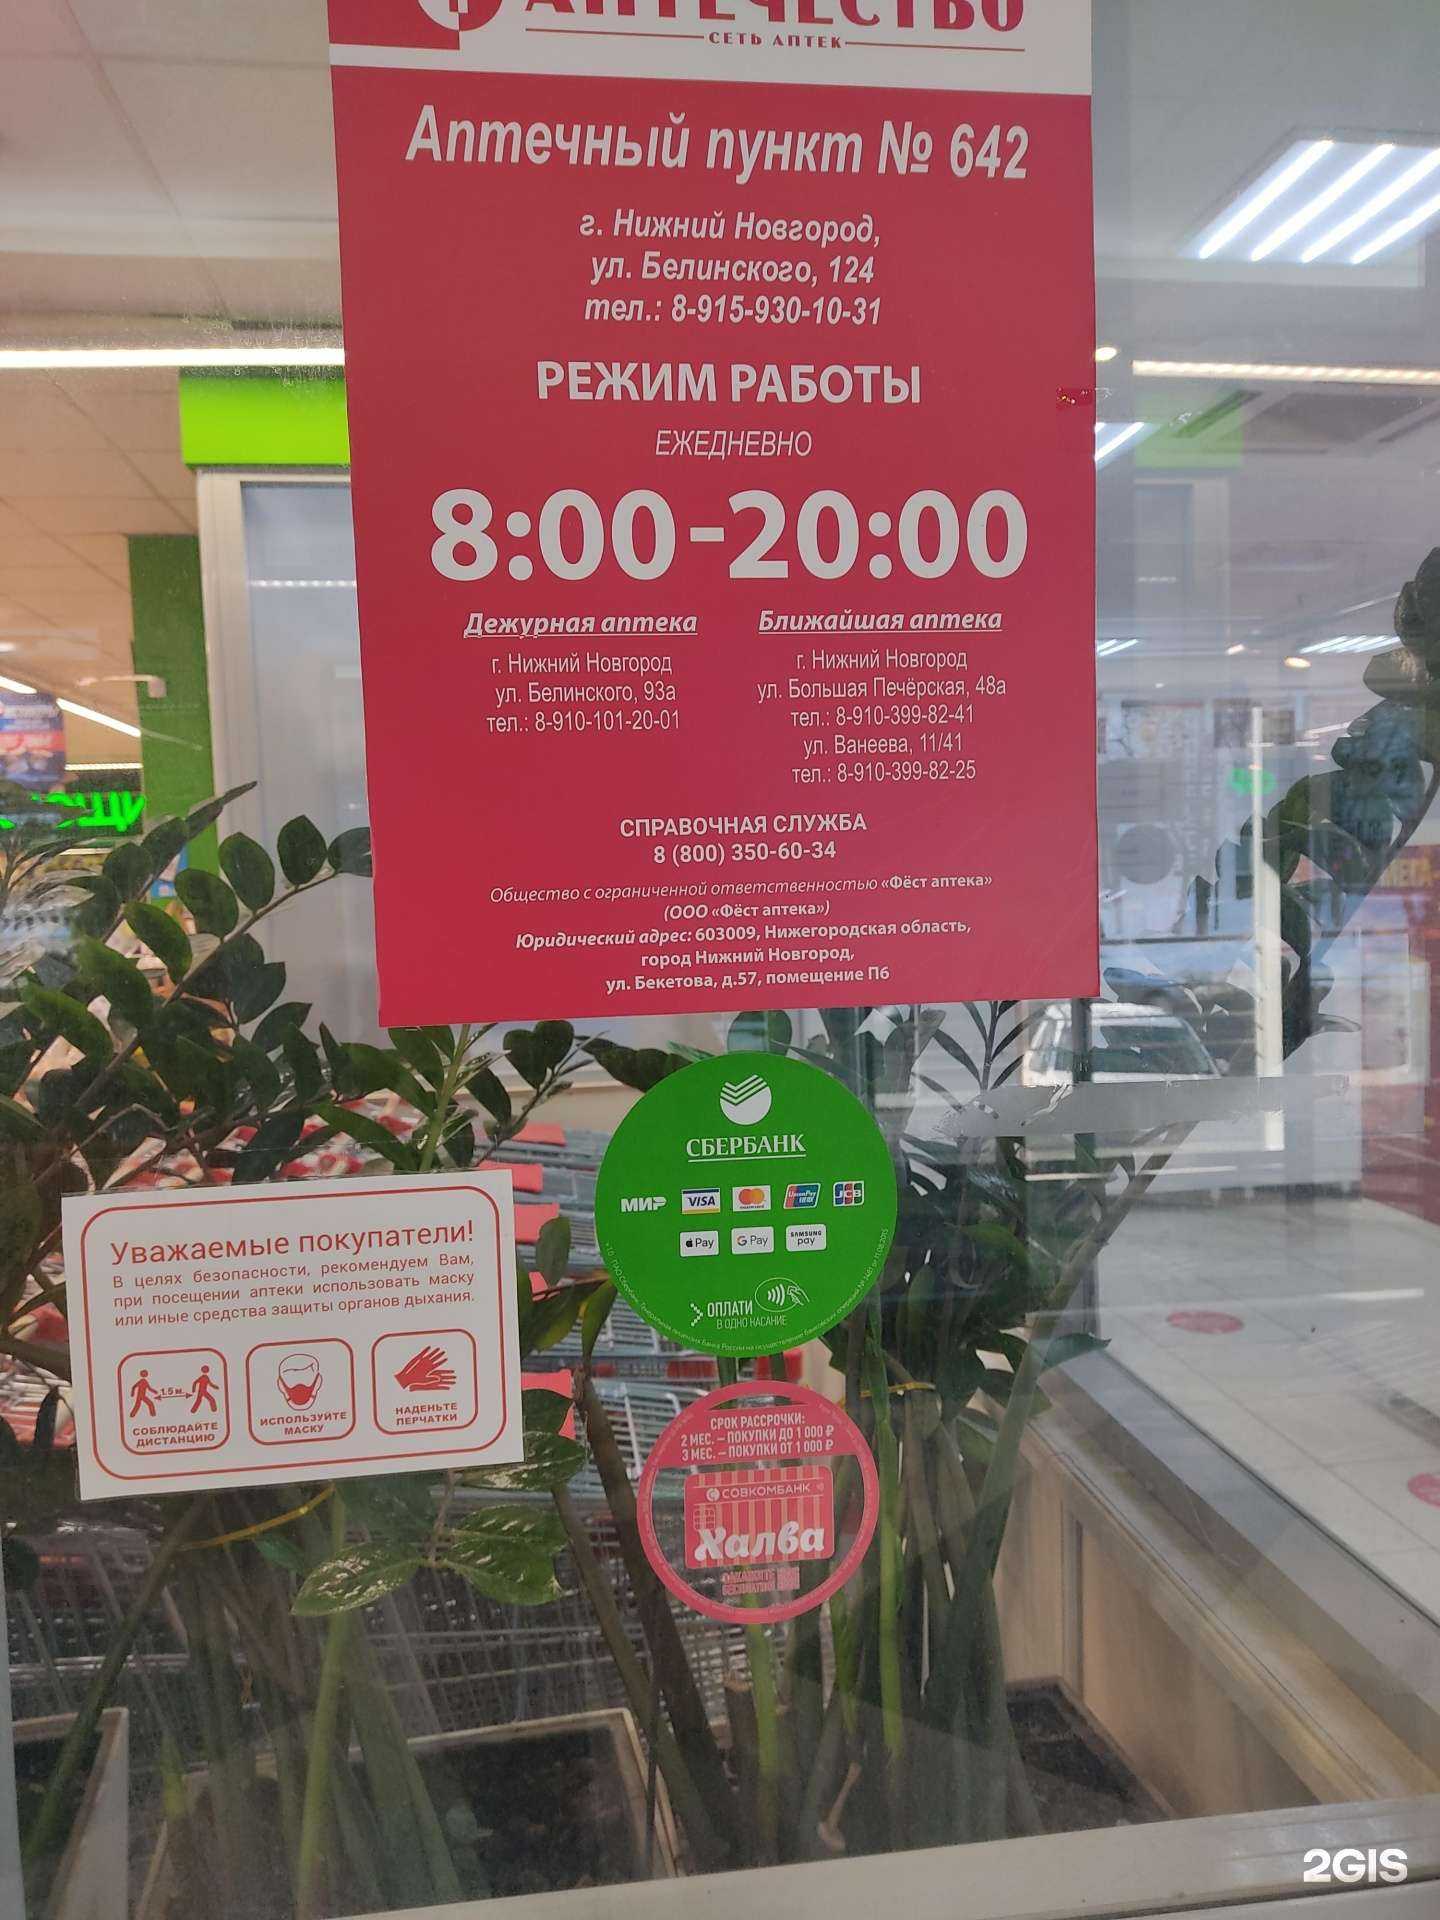 АПТЕЧЕСТВО
СЕТЬ АПТЕК
Аптечный пункт № 642
г. Нижний Новгород,
ул. Белинского, 124
тел.: 8-915-930-10-31
РЕЖИМ РАБОТЫ
ЕЖЕДНЕВНО
8:00-20:00
Дежурная аптека
г. Нижний Новгород
ул. Белинского, 93а
тел.: 8-910-101-20-01
Ближайшая аптека
г. Нижний Новгород
ул. Большая Печёрская, 48а
тел.: 8-910-399-82-41
ул. Ванеева, 11/41
тел.: 8-910-399-82-25
СПРАВОЧНАЯ СЛУЖБА
8 (800) 350-60-34
Общество с ограниченной ответственностью «Фёст аптека»
(ООО «Фёст аптека»)
Юридический адрес: 603009, Нижегородская область,
город Нижний Новгород,
ул. Бекетова, д.57, помещение П6
СБЕРБАНК
МИР VISA mastercard UnionPay JCB
Pay G Pay SAMSUNG pay
ОПЛАТИ
В ОДНО КАСАНИЕ
Уважаемые покупатели!
В целях безопасности, рекомендуем Вам,
при посещении аптеки использовать маску
или иные средства защиты органов дыхания.
1.5 м.
СОБЛЮДАЙТЕ
ДИСТАНЦИЮ
ИСПОЛЬЗУЙТЕ
МАСКУ
НАДЕНЬТЕ
ПЕРЧАТКИ
СРОК РАССРОЧКИ:
2 МЕС. – ПОКУПКИ ДО 1 000 ₽
3 МЕС. – ПОКУПКИ ОТ 1 000 ₽
СОВКОМБАНК
Халва
2GIS